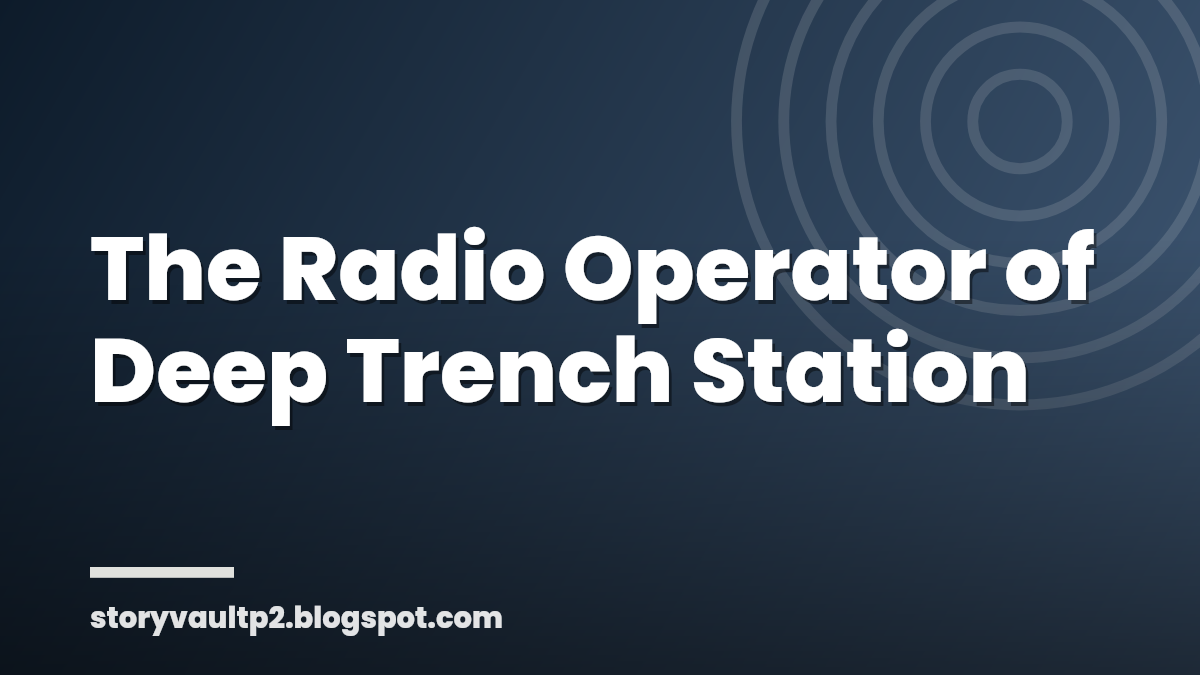 The Radio Operator of
Deep Trench Station
storyvaultp2.blogspot.com